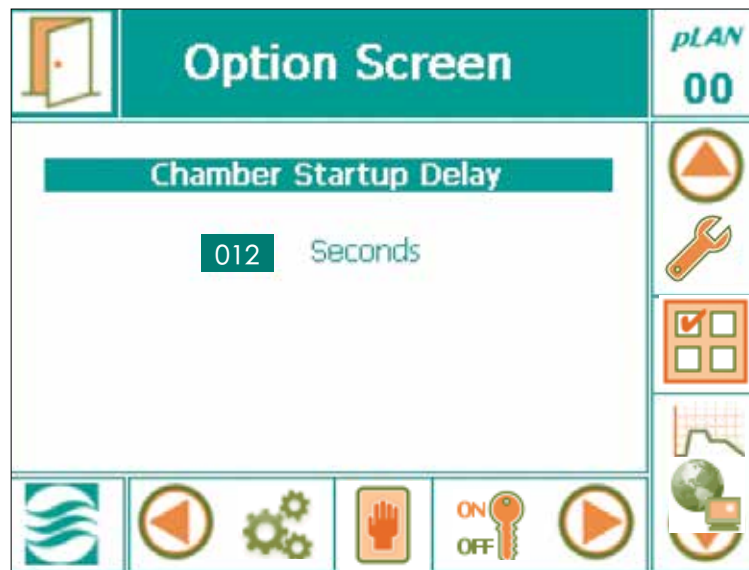 Option Screen
pLAN
00
Chamber Startup Delay
012 Seconds
ON
OFF